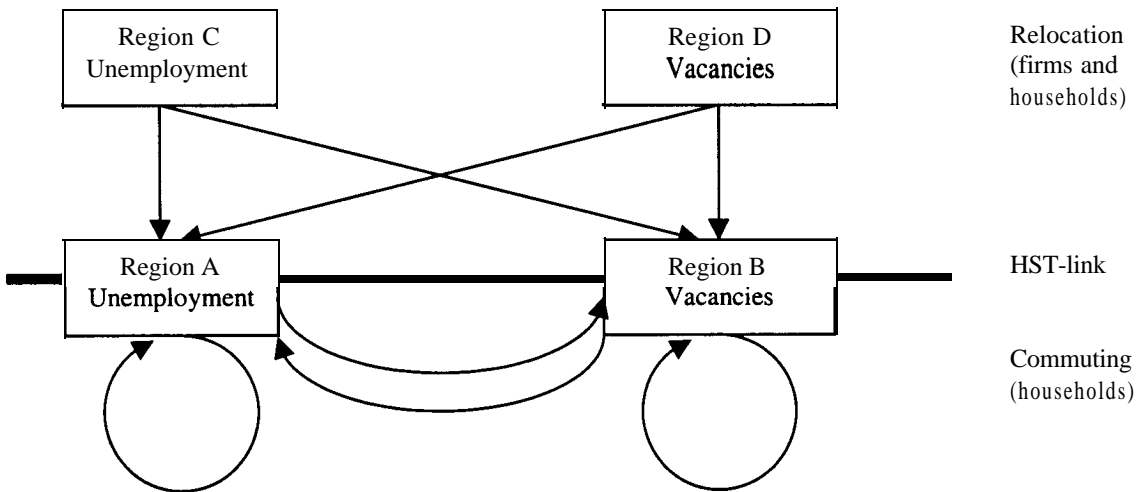 Region C
Unemployment
Region D
Vacancies
Relocation
(firms and
households)
Region A
Unemployment
Region B
Vacancies
HST-link
Commuting
(households)